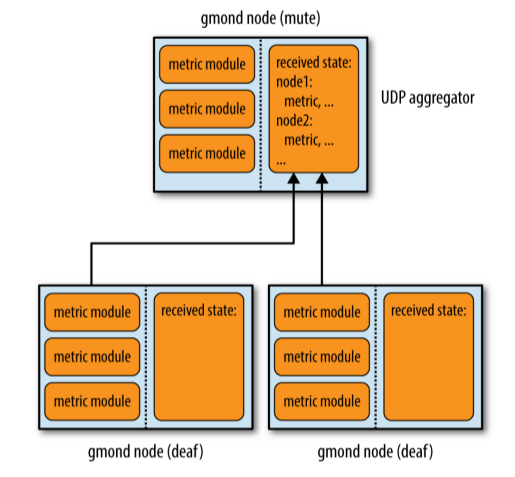 gmond node (mute)
metric module
metric module
metric module
received state:
node1:
metric, ...
node2:
metric, ...
...
UDP aggregator
metric module
metric module
metric module
received state:
metric module
metric module
metric module
received state:
gmond node (deaf)
gmond node (deaf)